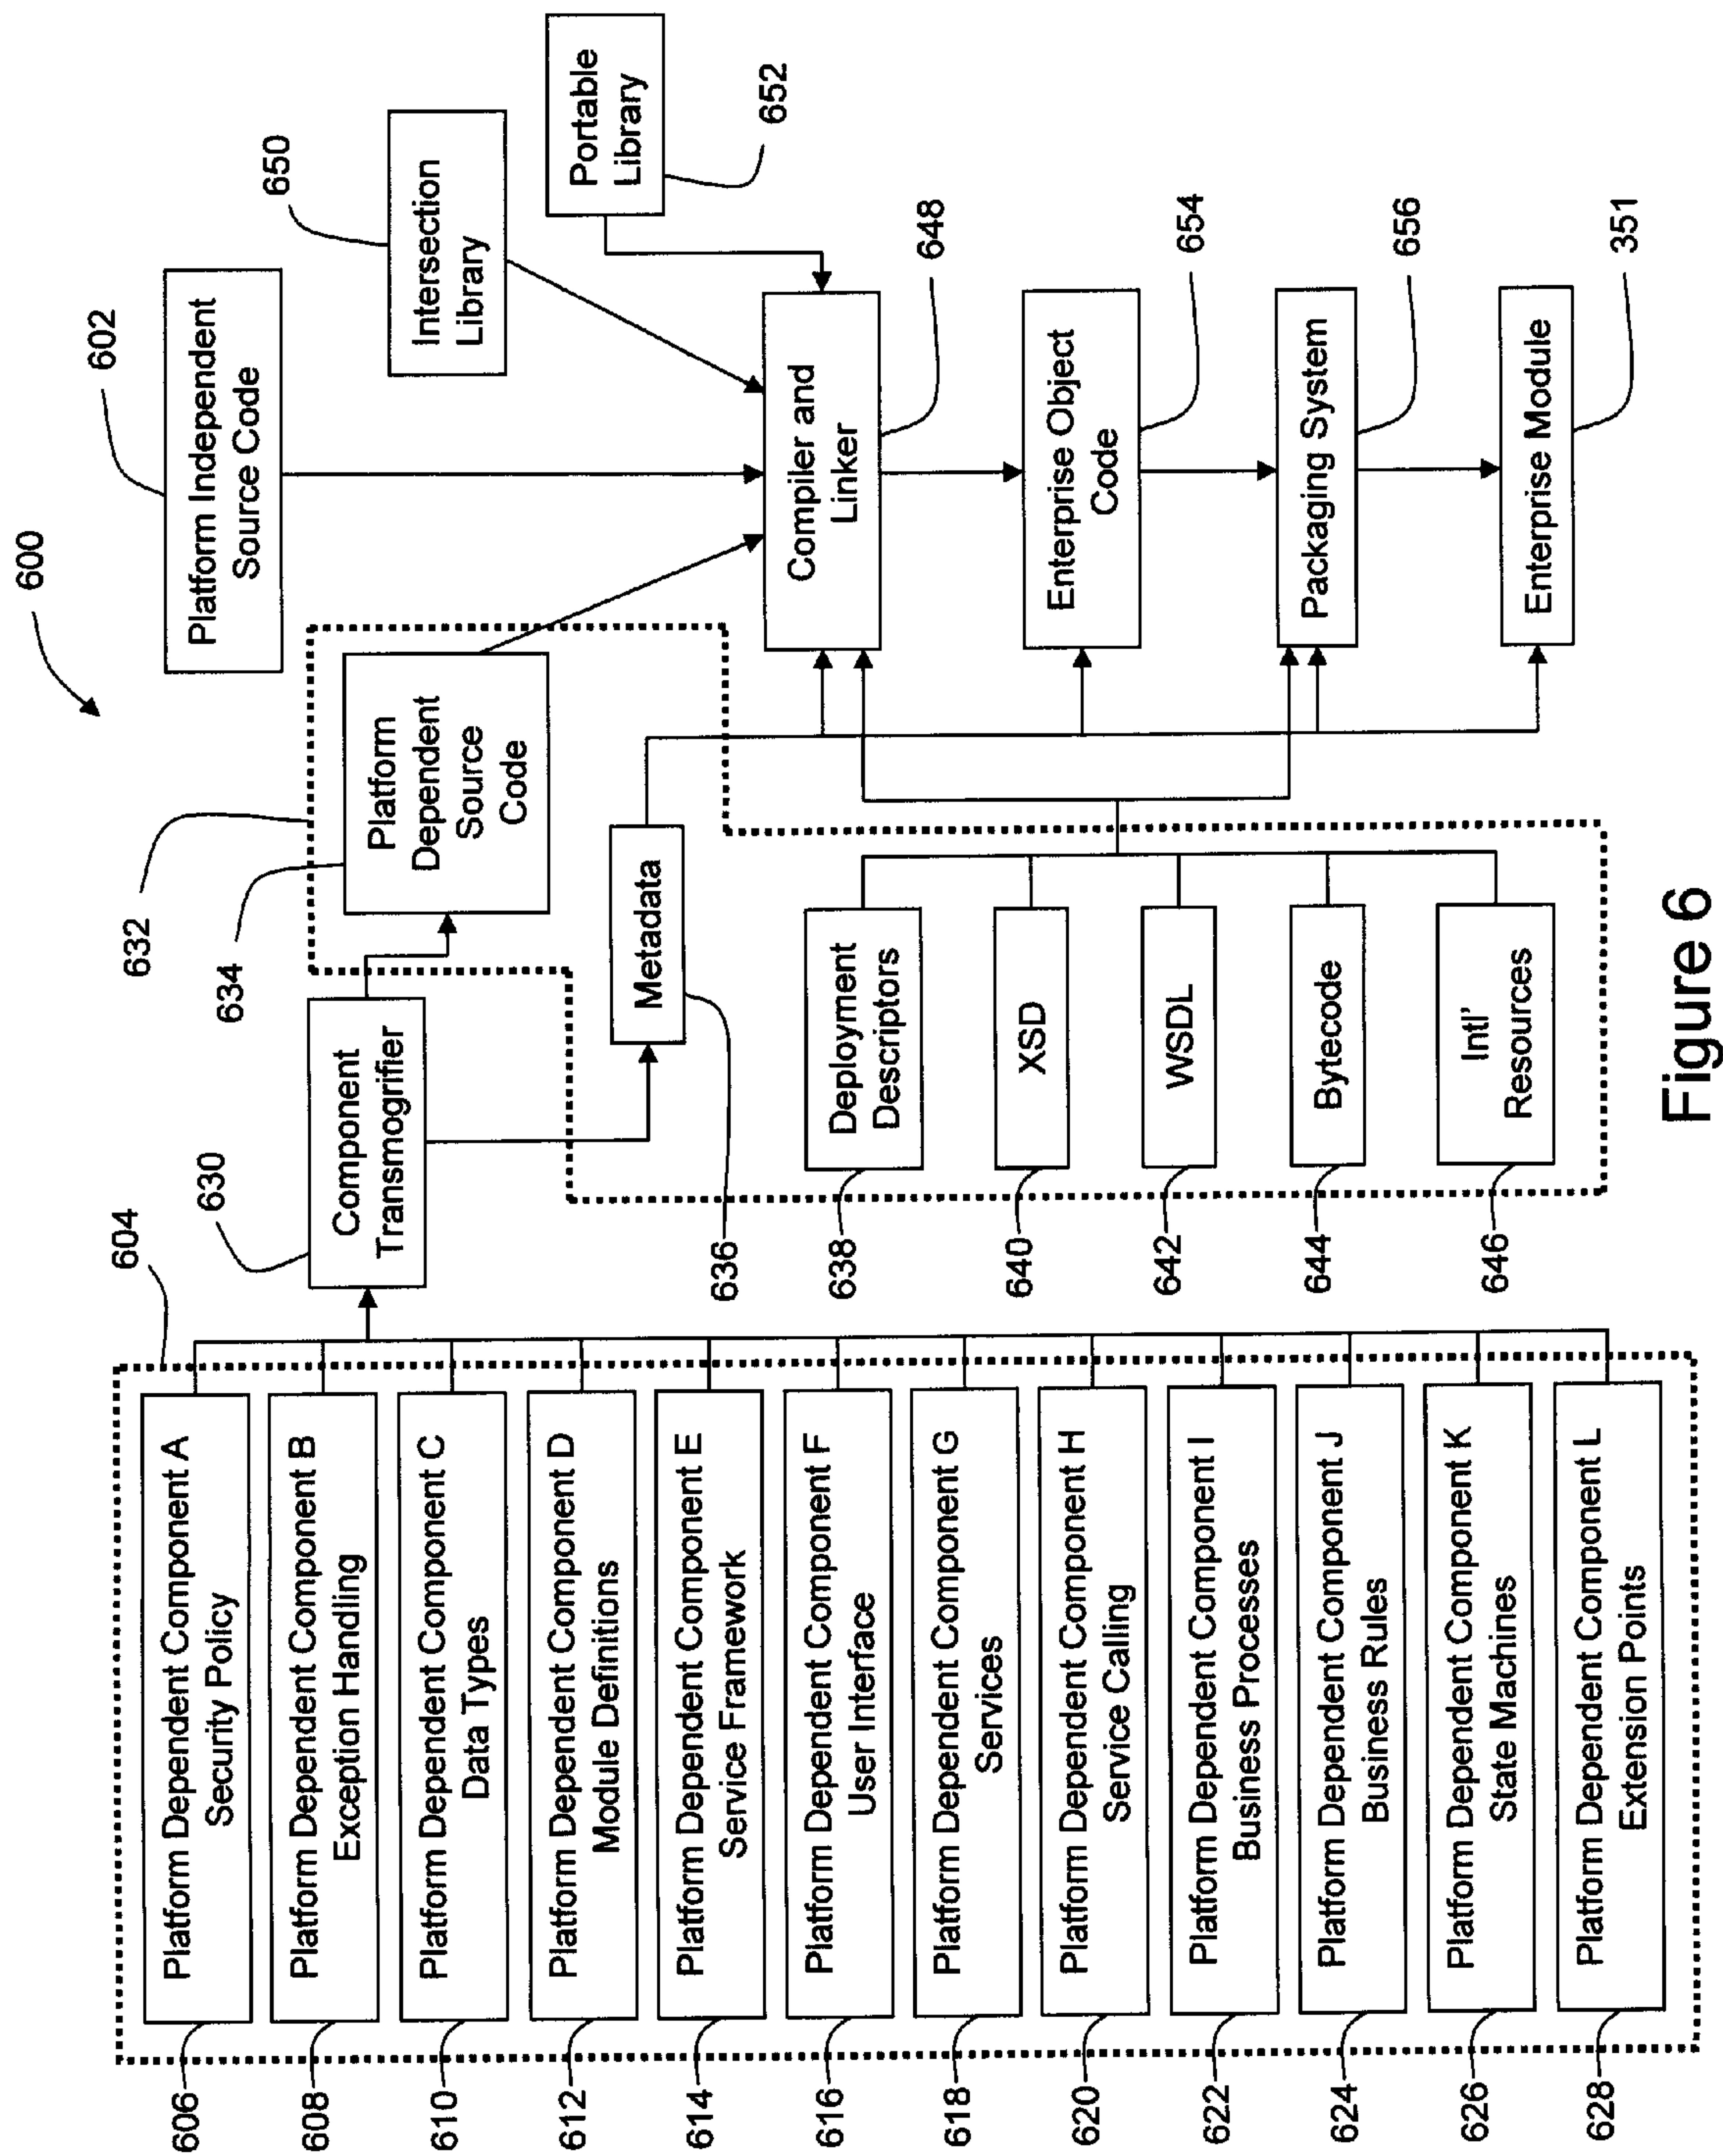 600
602
Platform Independent
Source Code
650
Intersection
Library
Portable
Library
652
604
630
Component
Transmogrifier
632
634
Platform
Dependent
Source
Code
636
Metadata
Compiler and
Linker
648
Enterprise Object
Code
654
Packaging System
656
Enterprise Module
351
606
Platform Dependent Component A
Security Policy
608
Platform Dependent Component B
Exception Handling
610
Platform Dependent Component C
Data Types
612
Platform Dependent Component D
Module Definitions
614
Platform Dependent Component E
Service Framework
616
Platform Dependent Component F
User Interface
618
Platform Dependent Component G
Services
620
Platform Dependent Component H
Service Calling
622
Platform Dependent Component I
Business Processes
624
Platform Dependent Component J
Business Rules
626
Platform Dependent Component K
State Machines
628
Platform Dependent Component L
Extension Points
638
Deployment
Descriptors
640
XSD
642
WSDL
644
Bytecode
646
Intl'
Resources
Figure 6